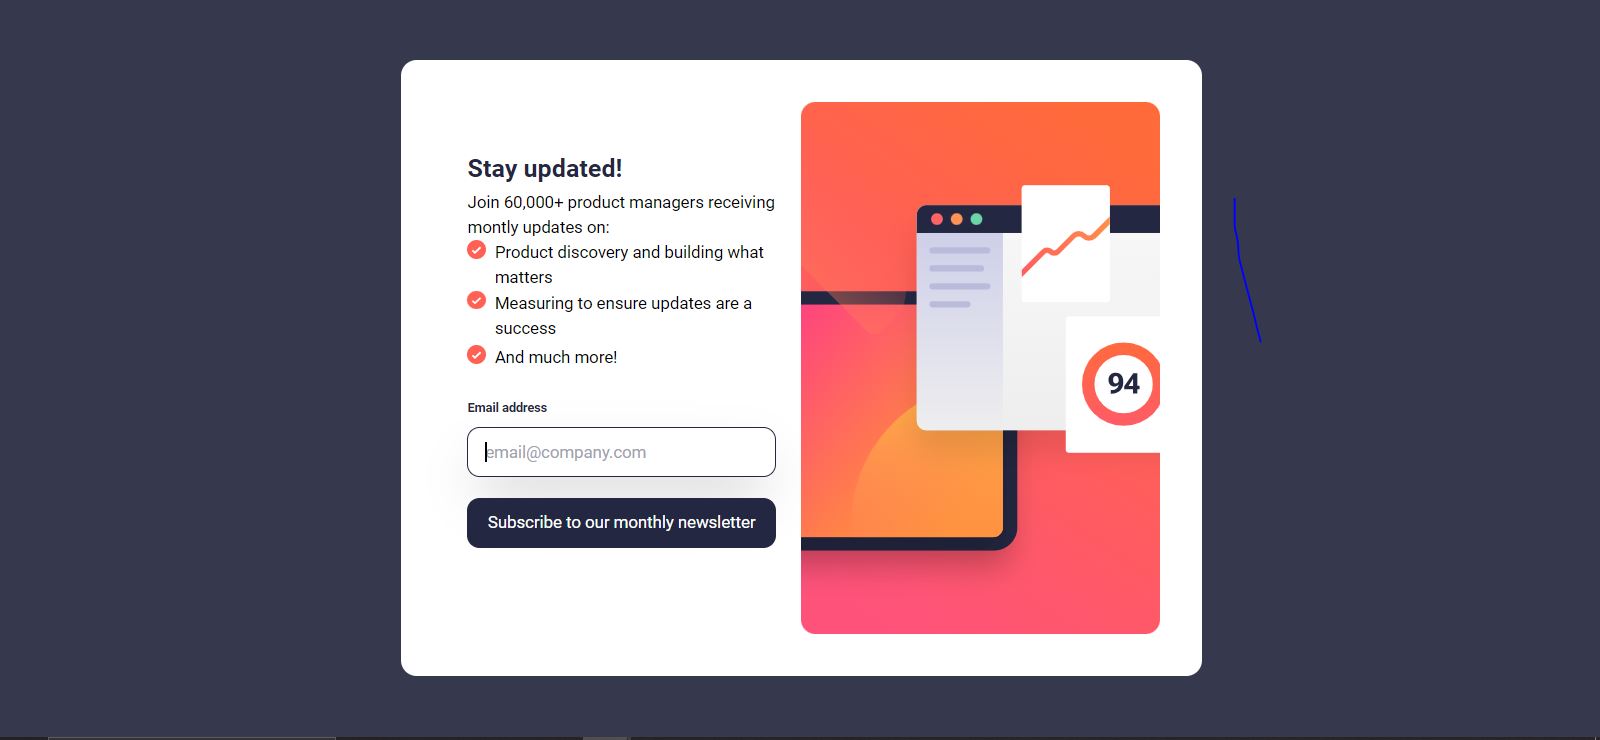 Stay updated!
Join 60,000+ product managers receiving
montly updates on:
Product discovery and building what
matters
Measuring to ensure updates are a
success
And much more!
Email address
email@company.com
Subscribe to our monthly newsletter
94